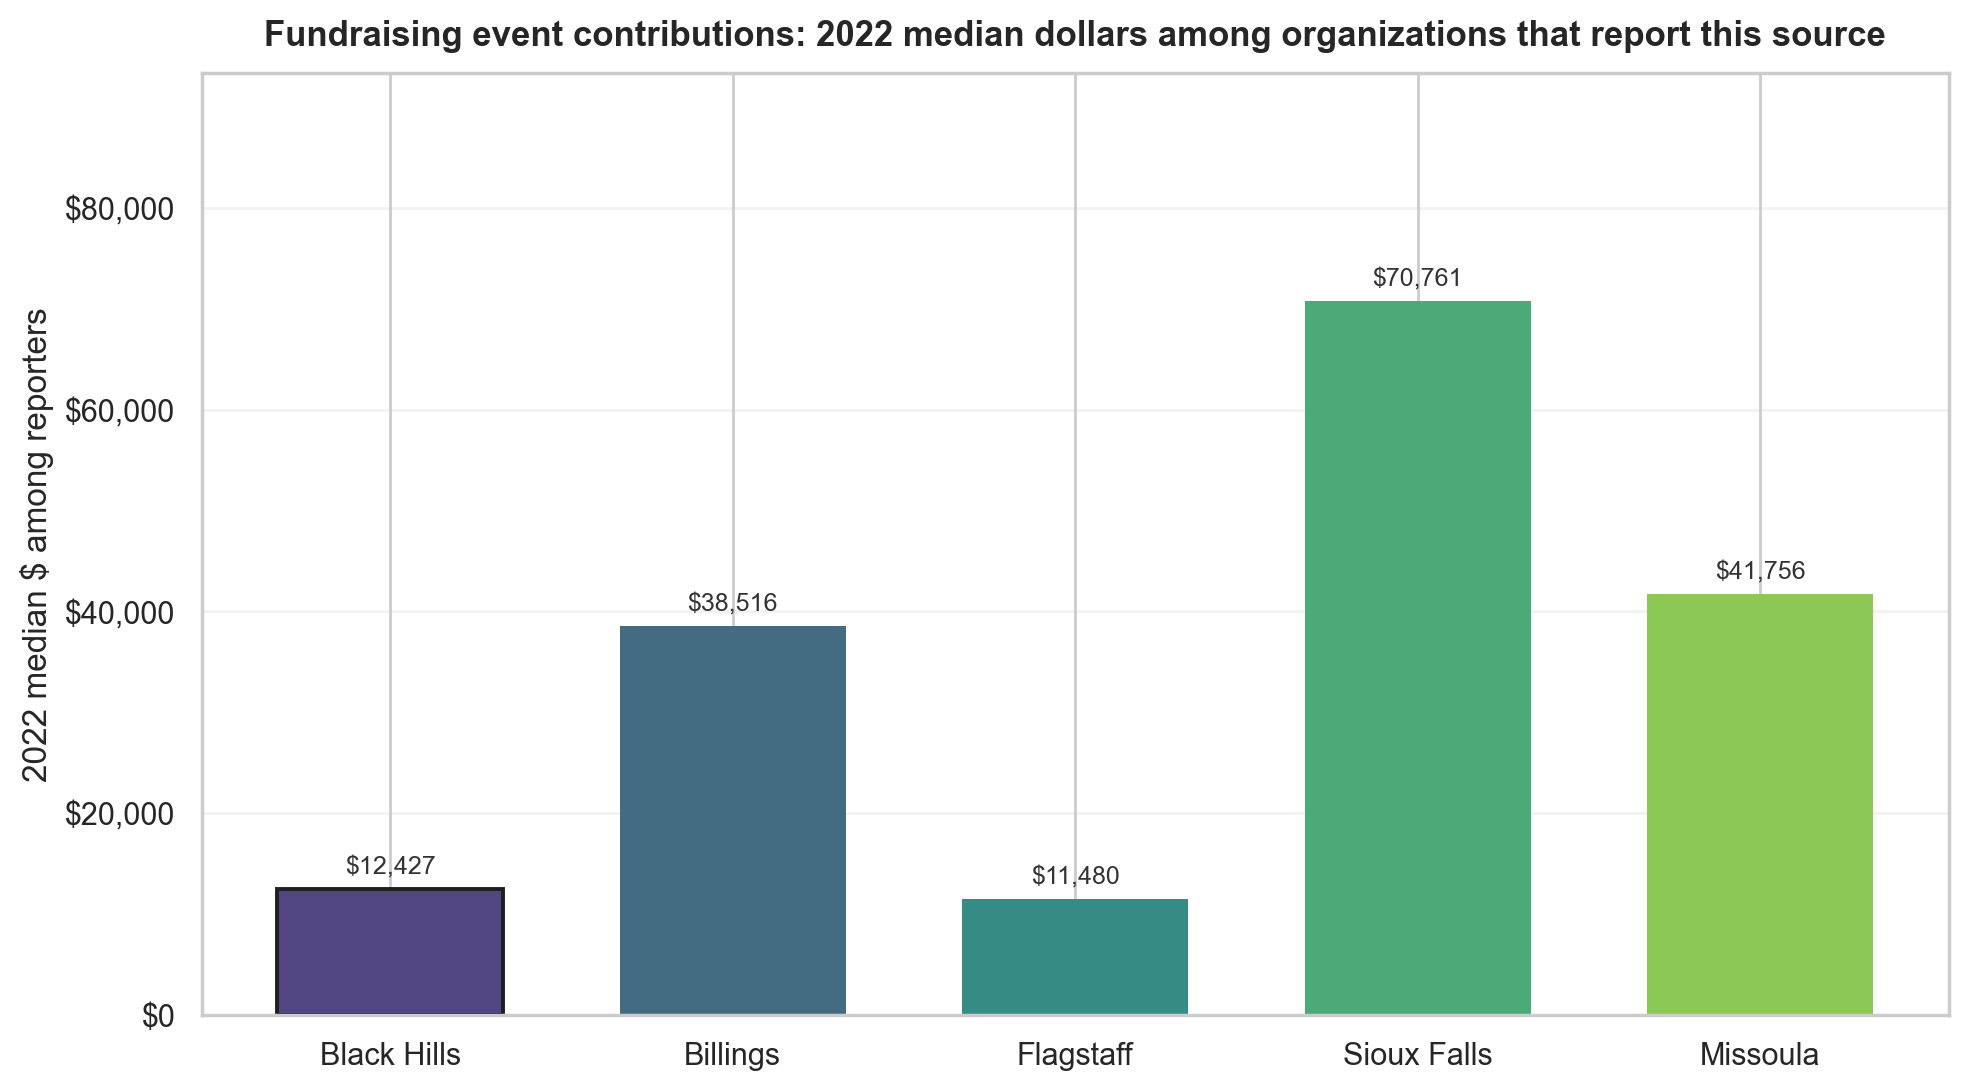 Fundraising event contributions: 2022 median dollars among organizations that report this source
2022 median $ among reporters
$80,000
$60,000
$40,000
$20,000
$0
$12,427
$38,516
$11,480
$70,761
$41,756
Black Hills
Billings
Flagstaff
Sioux Falls
Missoula